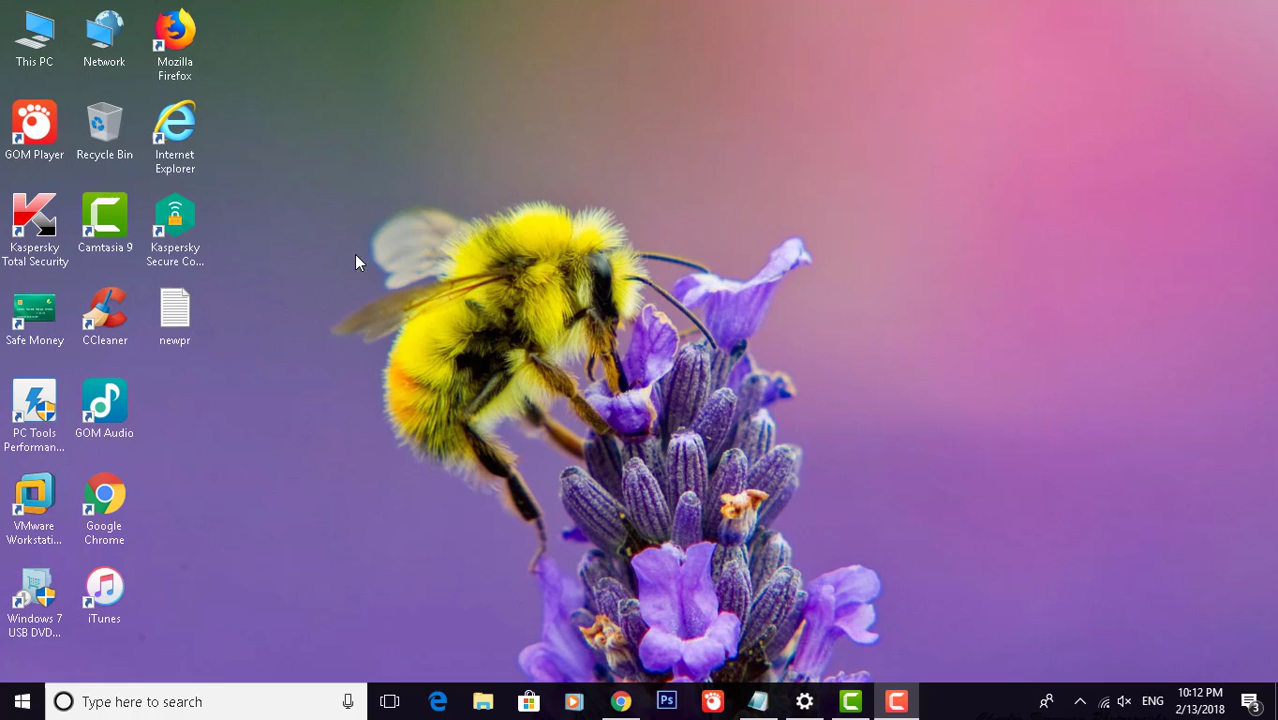 This PC
Network
Mozilla
Firefox
GOM Player
Recycle Bin
Internet
Explorer
Kaspersky
Total Security
Camtasia 9
Kaspersky
Secure Co...
Safe Money
CCleaner
newpr
PC Tools
Performan...
GOM Audio
VMware
Workstati...
Google
Chrome
Windows 7
USB DVD...
iTunes
Type here to search
Ps
ENG
10:12 PM
2/13/2018
3